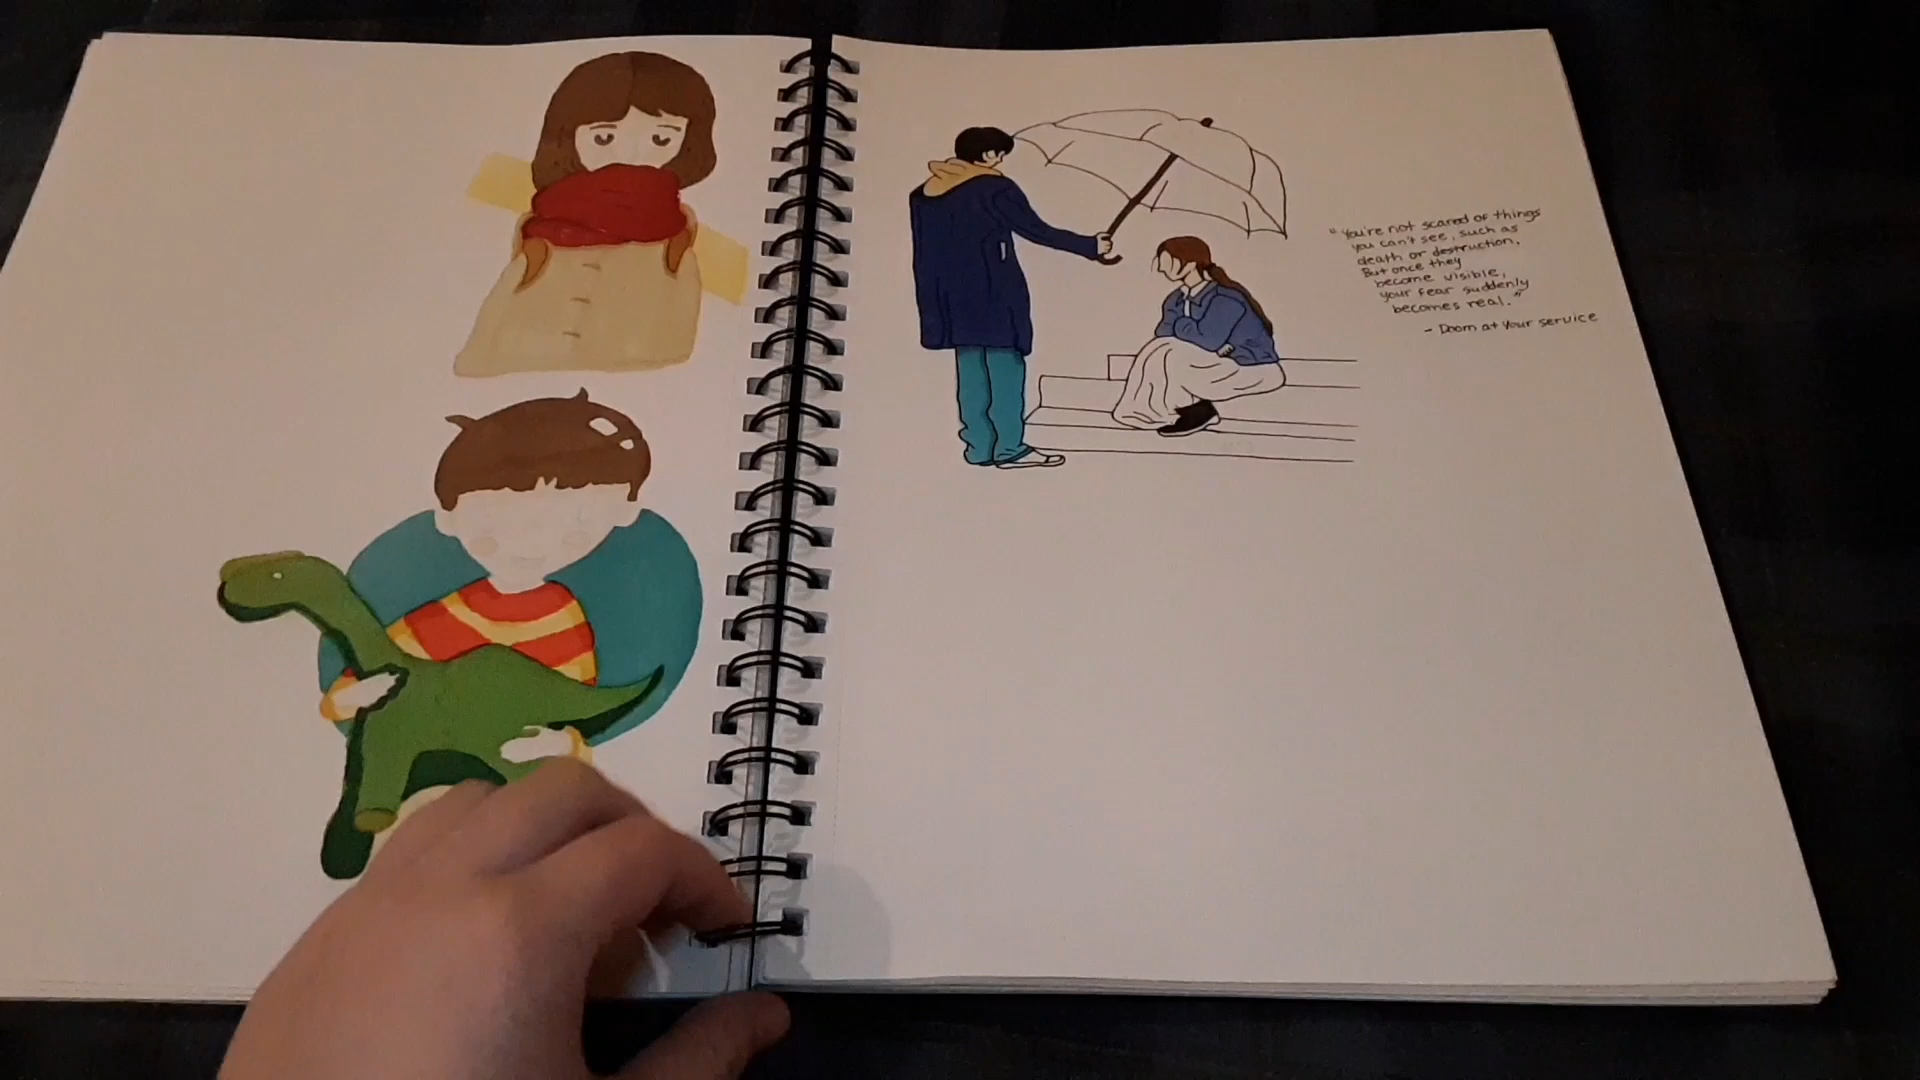 "You're not scared of things
you can't see, such as
death or destruction.
But once they
become visible,
your fear suddenly
becomes real."
- Doom at Your service